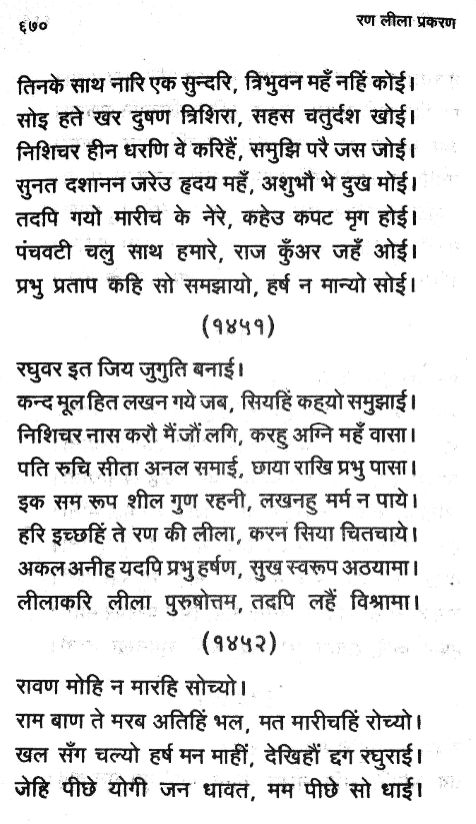 ६७०
रण लीला प्रकरण
तिनके साथ नारि एक सुन्दरि, त्रिभुवन महँ नहिं कोई।
सोइ हते खर दुषण त्रिशिरा, सहस चतुर्दश खोई।
निशिचर हीन धरणि वे करिहैं, समुझि परै जस जोई।
सुनत दशानन जरेउ हृदय महँ, अशुभौ भे दुख मोई।
तदपि गयो मारीच के नेरे, कहेउ कपट मृग होई।
पंचवटी चलु साथ हमारे, राज कुँअर जहँ ओई।
प्रभु प्रताप कहि सो समझायो, हर्ष न मान्यो सोई।
(१४५१)
रघुवर इत जिय जुगुति बनाई।
कन्द मूल हित लखन गये जब, सियहिं कह्यो समुझाई।
निशिचर नास करौ मैं जौं लगि, करहु अग्नि महँ वासा।
पति रुचि सीता अनल समाई, छाया राखि प्रभु पासा।
इक सम रूप शील गुण रहनी, लखनहु मर्म न पाये।
हरि इच्छहिं ते रण की लीला, करन सिया चितचाये।
अकल अनीह यदपि प्रभु हर्षण, सुख स्वरूप अठयामा।
लीलाकरि लीला पुरुषोत्तम, तदपि लहैं विश्रामा।
(१४५२)
रावण मोहि न मारंहि सोच्यो।
राम बाण ते मरब अतिहिं भल, मत मारीचहिं रोच्यो।
खल सँग चल्यो हर्ष मन माहीं, देखिहौं द्दग रघुराई।
जेहि पीछे योगी जन धावत, मम पीछे सो धाई।